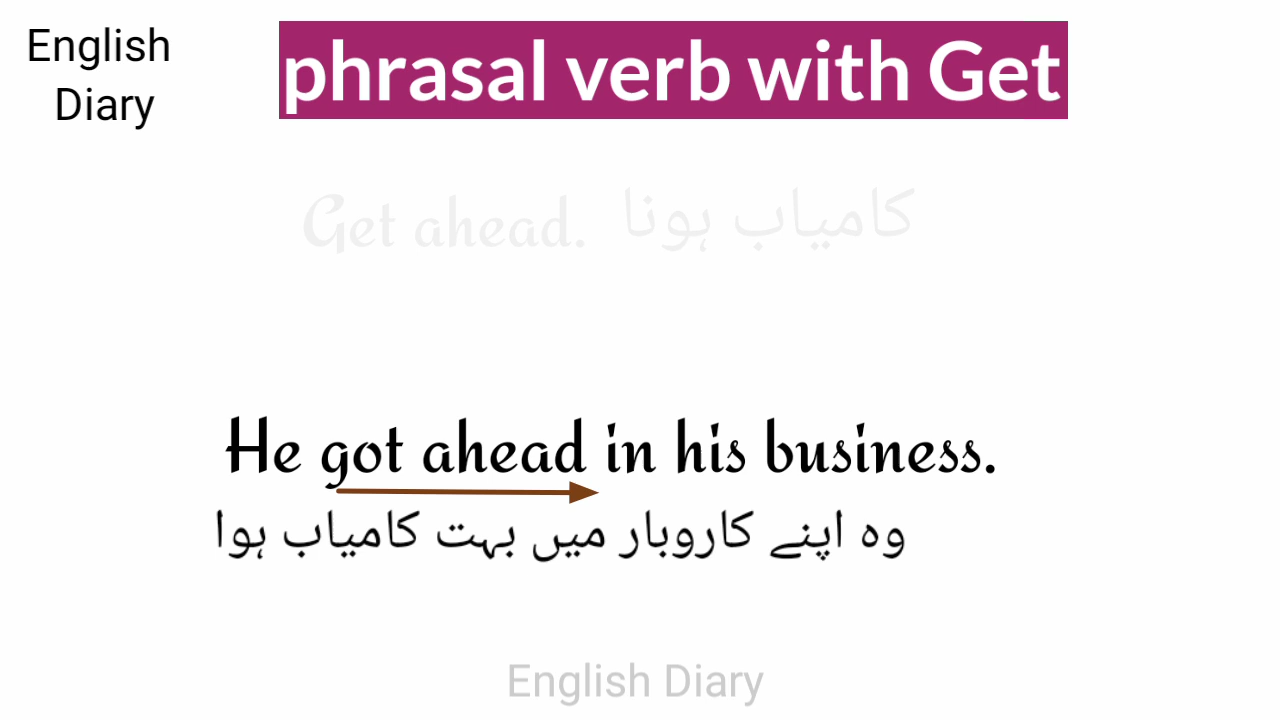 English
Diary
phrasal verb with Get
Get ahead. کامیاب ہونا
He got ahead in his business.
وہ اپنے کاروبار میں بہت کامیاب ہوا
English Diary